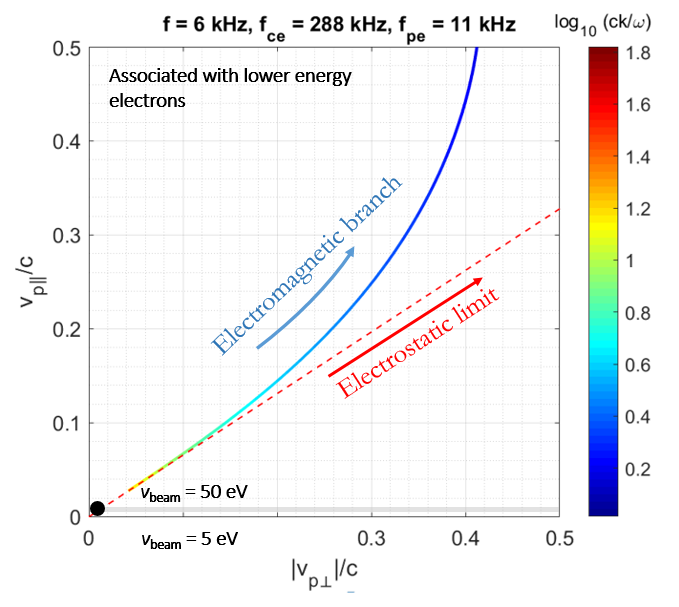 f = 6 kHz, f_ce = 288 kHz, f_pe = 11 kHz
log_10 (ck/ω)
Associated with lower energy
electrons
Electromagnetic branch
Electrostatic limit
v_beam = 50 eV
v_beam = 5 eV
v_p||/c
0.5
0.4
0.3
0.2
0.1
0
0
0.3
0.4
0.5
|v_p⊥|/c
1.8
1.6
1.4
1.2
1
0.8
0.6
0.4
0.2